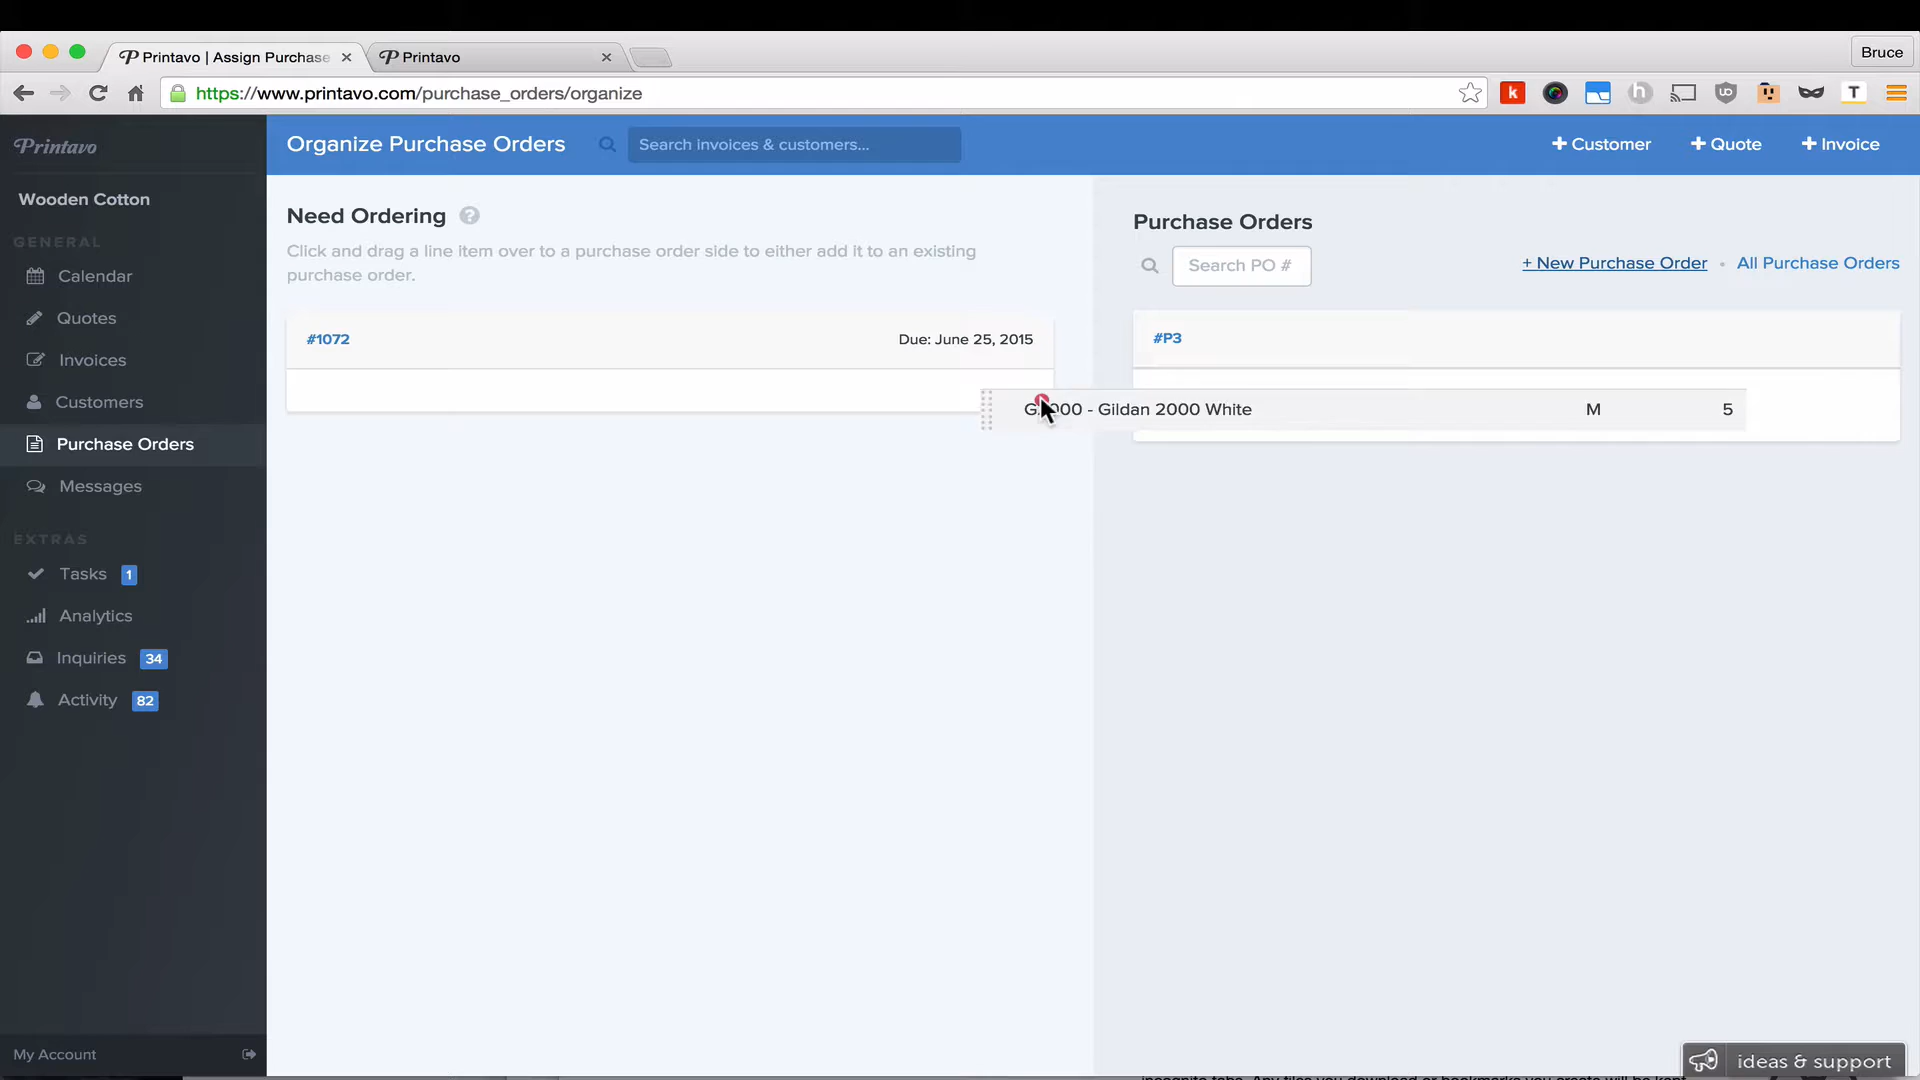 Printavo | Assign Purchase
Printavo
Bruce
https://www.printavo.com/purchase_orders/organize
Printavo
Organize Purchase Orders
Search invoices & customers...
+ Customer
+ Quote
+ Invoice
Wooden Cotton
GENERAL
Calendar
Quotes
Invoices
Customers
Purchase Orders
Messages
EXTRAS
Tasks 1
Analytics
Inquiries 34
Activity 82
My Account
Need Ordering ?
Click and drag a line item over to a purchase order side to either add it to an existing
purchase order.
#1072
Due: June 25, 2015
Purchase Orders
Search PO #
+ New Purchase Order • All Purchase Orders
#P3
- Gildan 2000 White M 5
ideas & support